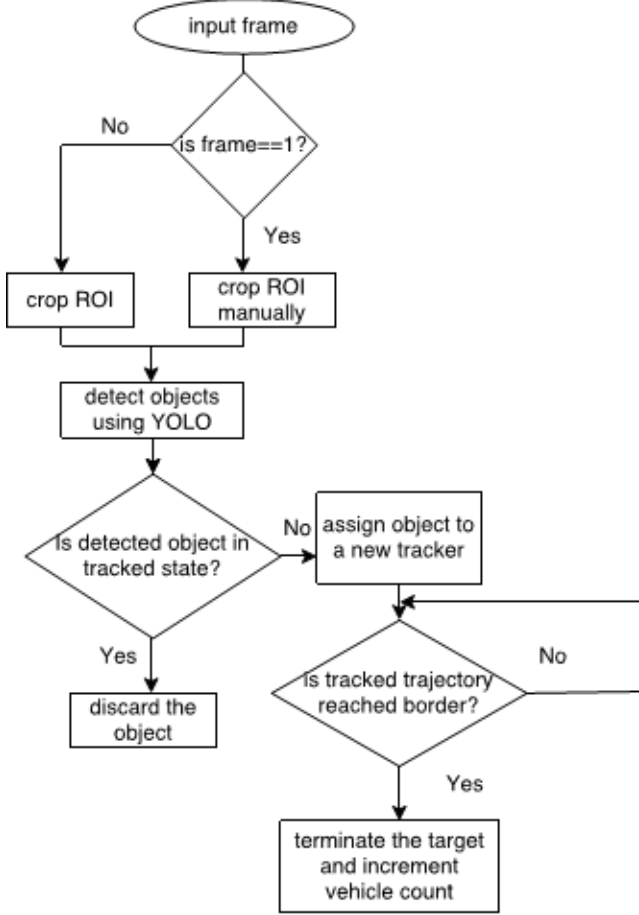 input frame
No
is frame==1?
Yes
crop ROI
crop ROI
manually
detect objects
using YOLO
Is detected object in
tracked state?
No
assign object to
a new tracker
Yes
discard the
object
Is tracked trajectory
reached border?
No
Yes
terminate the target
and increment
vehicle count